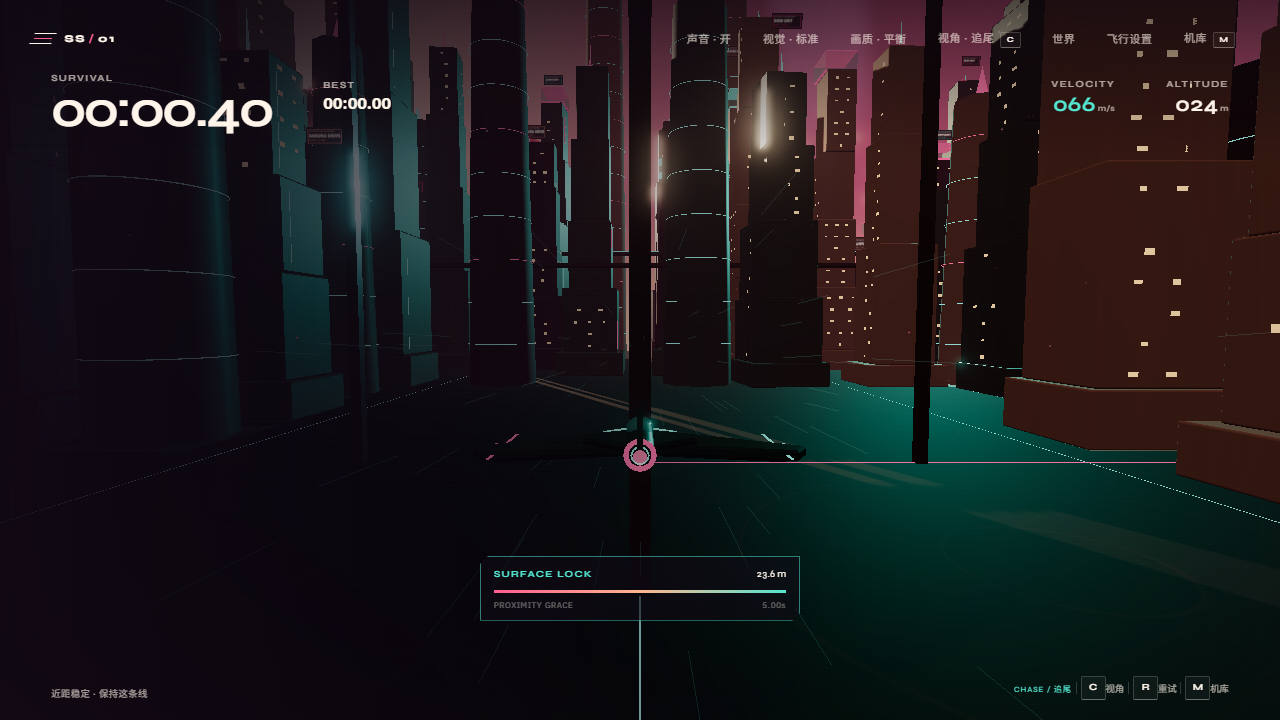 SS / 01
声音 · 开 视觉 · 标准 画质 · 平衡 视角 · 追尾 C 世界 飞行设置 机库 M
SURVIVAL
00:00.40
BEST
00:00.00
VELOCITY
066 m/s
ALTITUDE
024 m
SURFACE LOCK 23.6 m
PROXIMITY GRACE 5.00s
近距稳定 · 保持这条线
CHASE / 追尾 C 视角 R 重试 M 机库